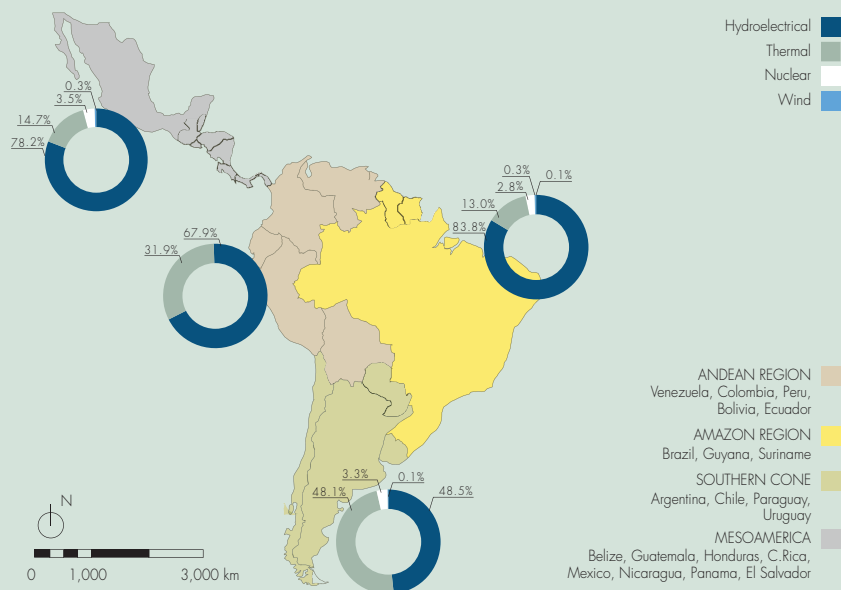 Hydroelectrical
Thermal
Nuclear
Wind
0.3%
3.5%
14.7%
78.2%
0.3%
0.1%
2.8%
13.0%
83.8%
67.9%
31.9%
ANDEAN REGION
Venezuela, Colombia, Peru,
Bolivia, Ecuador
AMAZON REGION
Brazil, Guyana, Suriname
SOUTHERN CONE
Argentina, Chile, Paraguay,
Uruguay
MESOAMERICA
Belize, Guatemala, Honduras, C.Rica,
Mexico, Nicaragua, Panama, El Salvador
3.3%
0.1%
48.1%
48.5%
N
0 1,000 3,000 km